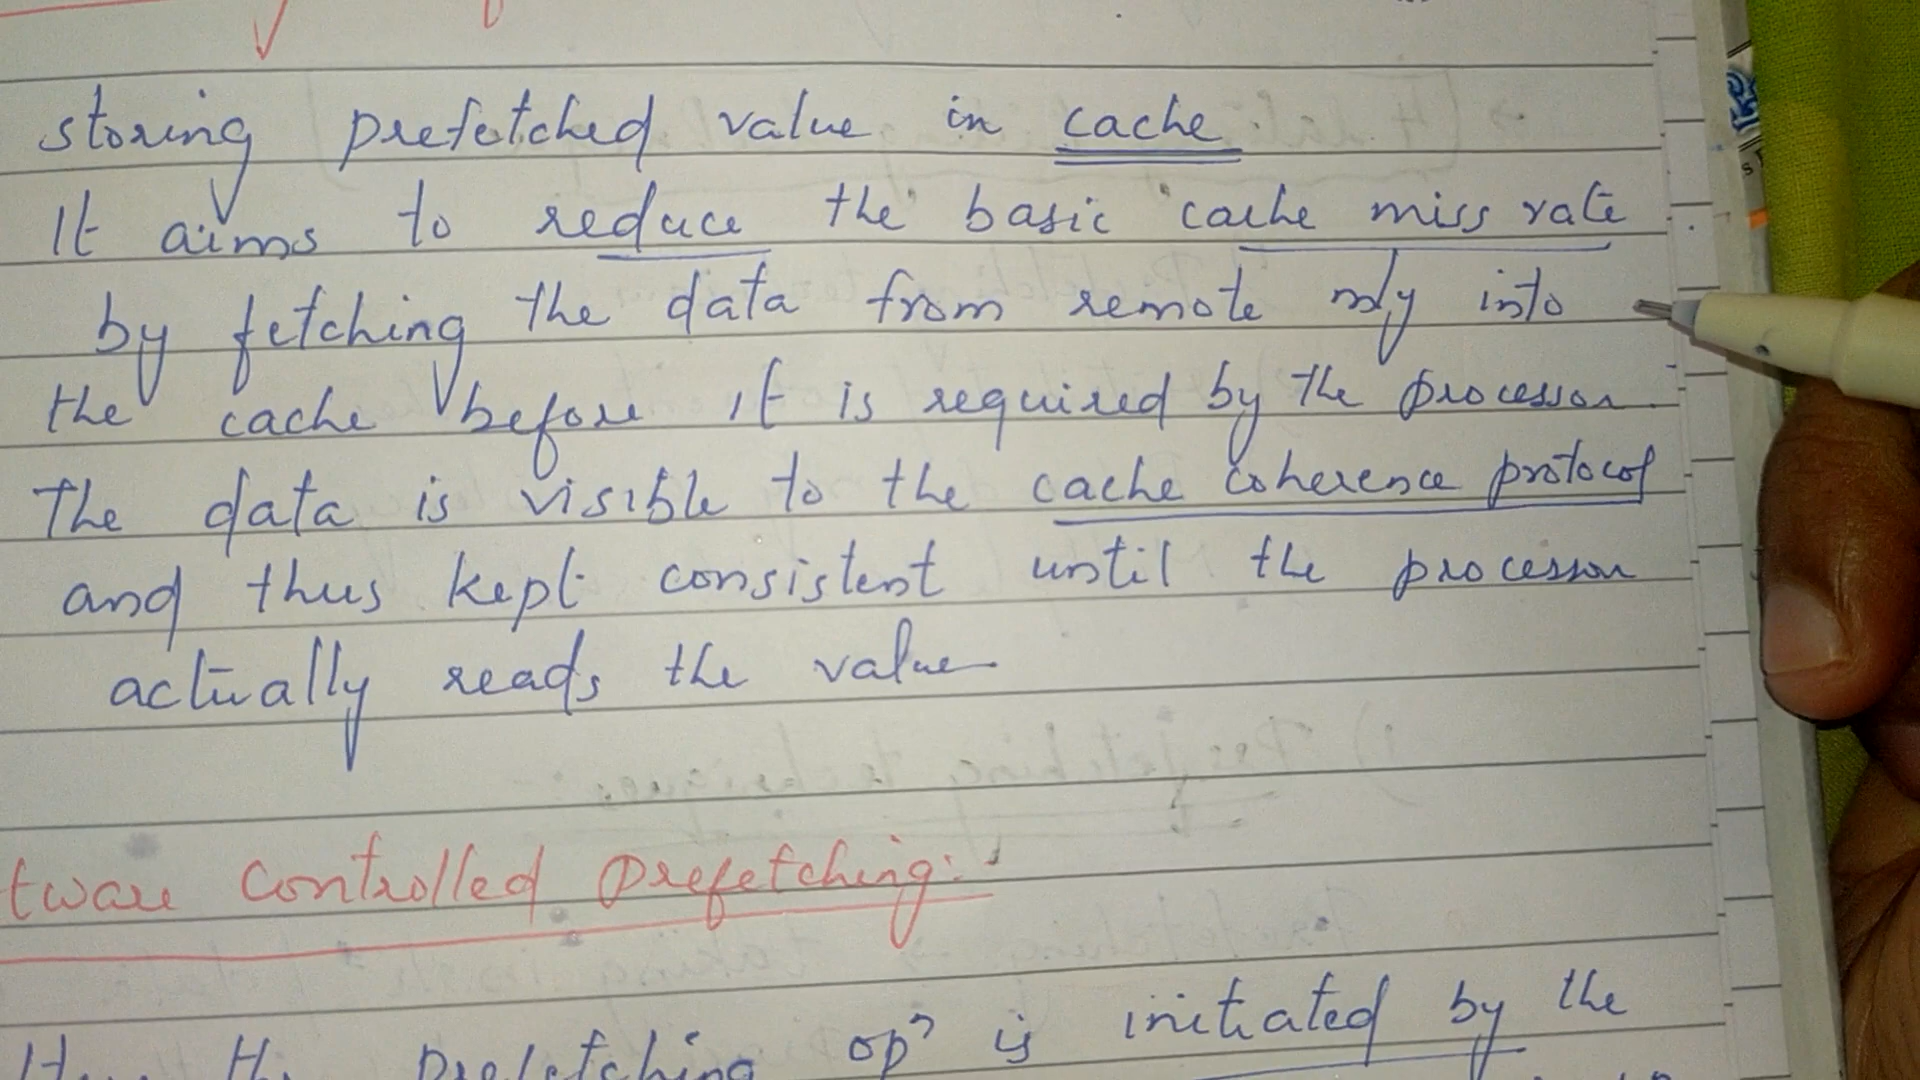 storing prefetched value in cache
It aims to reduce the basic cache miss rate
by fetching the data from remote m/y into
the cache before it is required by the processor.
The data is visible to the cache coherence protocol
and thus kept consistent until the processor
actually reads the value
tware controlled prefetching:-
the prefetching opn is initiated by the